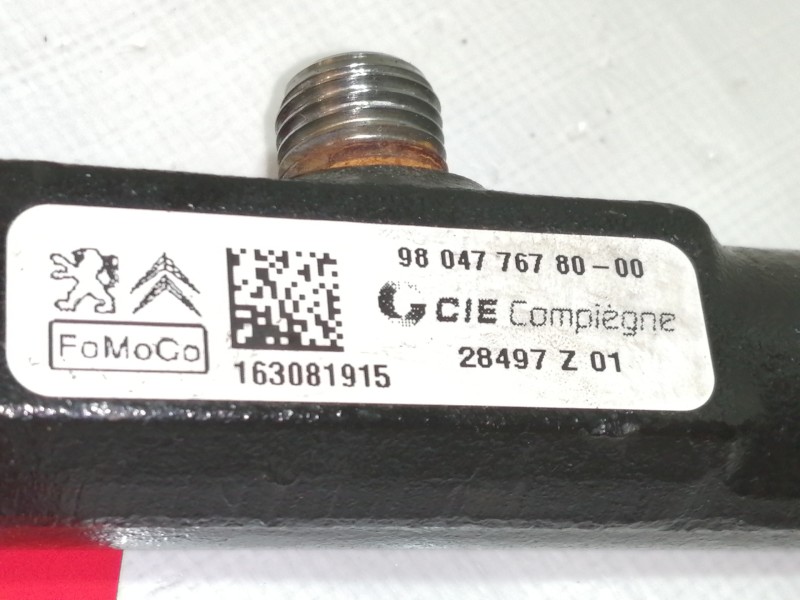 98 047 767 80-00
CIE Compiègne
FoMoCo
163081915
28497 Z 01